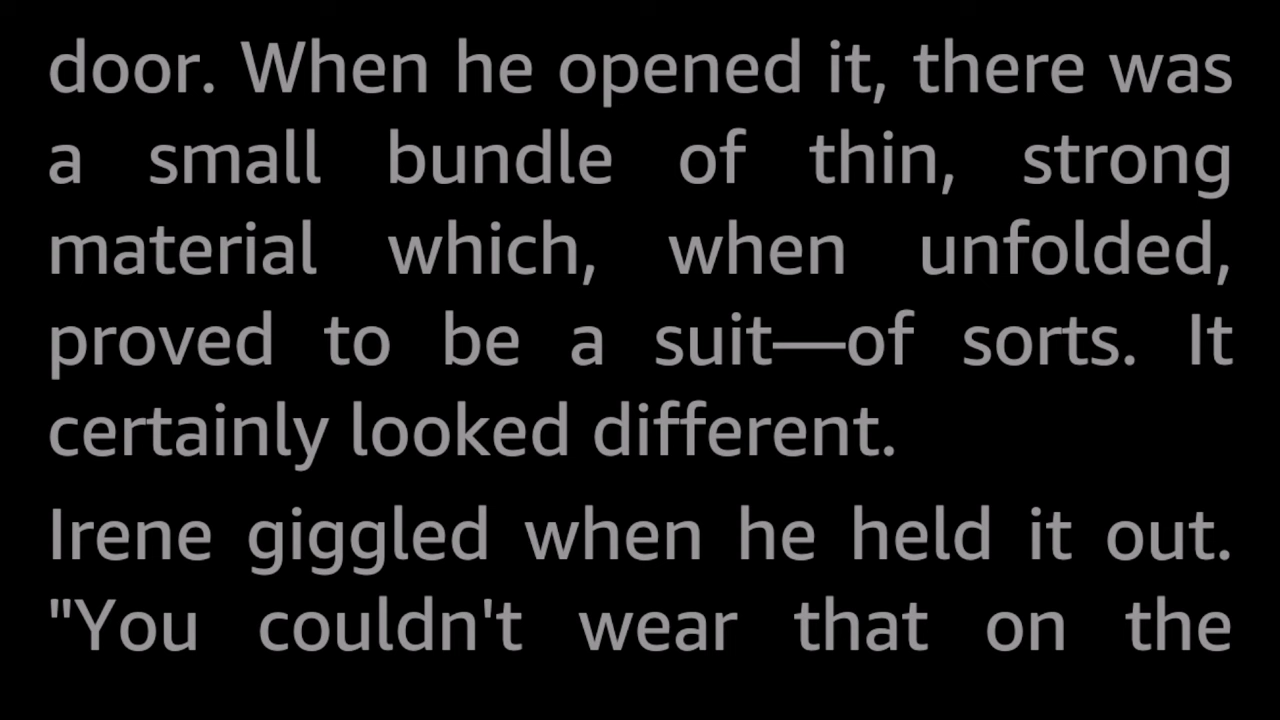 door. When he opened it, there was
a small bundle of thin, strong
material which, when unfolded,
proved to be a suit—of sorts. It
certainly looked different.
Irene giggled when he held it out.
"You couldn't wear that on the